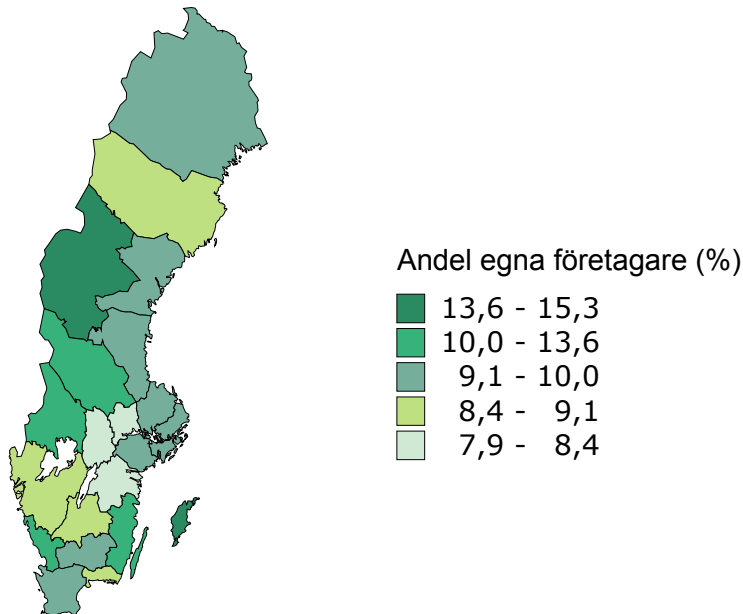 Andel egna företagare (%)
13,6 - 15,3
10,0 - 13,6
9,1 - 10,0
8,4 - 9,1
7,9 - 8,4